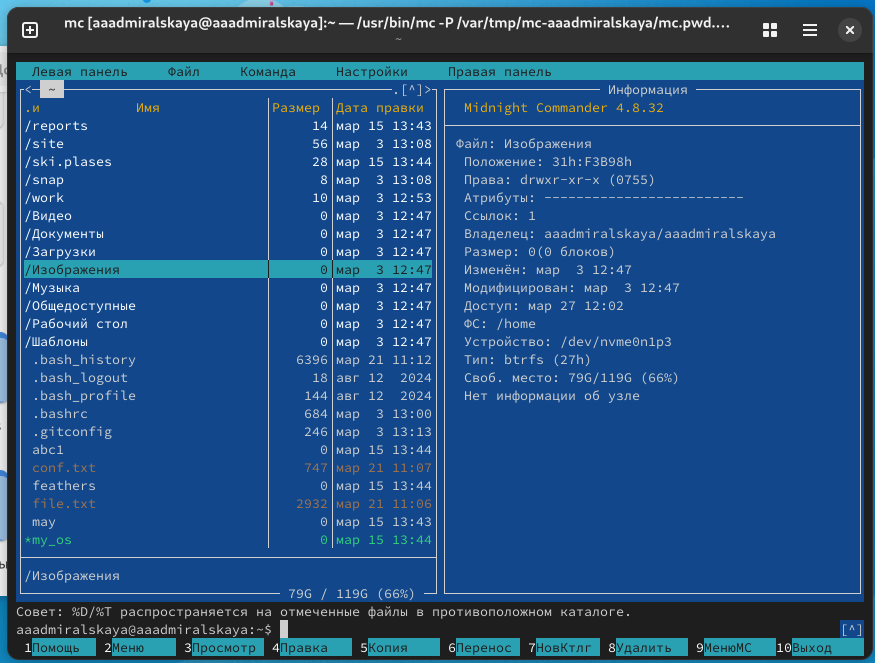 mc [aaadmiralskaya@aaadmiralskaya]:~ — /usr/bin/mc -P /var/tmp/mc-aaadmiralskaya/mc.pwd.…
~
Левая панель Файл Команда Настройки Правая панель
<- ~ .[^]>
.и Имя Размер Дата правки
/reports 14 мар 15 13:43
/site 56 мар 3 13:08
/ski.plases 28 мар 15 13:44
/snap 8 мар 3 13:08
/work 10 мар 3 12:53
/Видео 0 мар 3 12:47
/Документы 0 мар 3 12:47
/Загрузки 0 мар 3 12:47
/Изображения 0 мар 3 12:47
/Музыка 0 мар 3 12:47
/Общедоступные 0 мар 3 12:47
/Рабочий стол 0 мар 3 12:47
/Шаблоны 0 мар 3 12:47
.bash_history 6396 мар 21 11:12
.bash_logout 18 авг 12 2024
.bash_profile 144 авг 12 2024
.bashrc 684 мар 3 13:00
.gitconfig 246 мар 3 13:13
abc1 0 мар 15 13:44
conf.txt 747 мар 21 11:07
feathers 0 мар 15 13:44
file.txt 2932 мар 21 11:06
may 0 мар 15 13:43
*my_os 0 мар 15 13:44
/Изображения
79G / 119G (66%)
Информация
Midnight Commander 4.8.32
Файл: Изображения
Положение: 31h:F3B98h
Права: drwxr-xr-x (0755)
Атрибуты: -------------------------
Ссылок: 1
Владелец: aaadmiralskaya/aaadmiralskaya
Размер: 0(0 блоков)
Изменён: мар 3 12:47
Модифицирован: мар 3 12:47
Доступ: мар 27 12:02
ФС: /home
Устройство: /dev/nvme0n1p3
Тип: btrfs (27h)
Своб. место: 79G/119G (66%)
Нет информации об узле
Совет: %D/%T распространяется на отмеченные файлы в противоположном каталоге.
aaadmiralskaya@aaadmiralskaya:~$ [^]
1Помощь 2Меню 3Просмотр 4Правка 5Копия 6Перенос 7НовКтлг 8Удалить 9МенюМС 10Выход